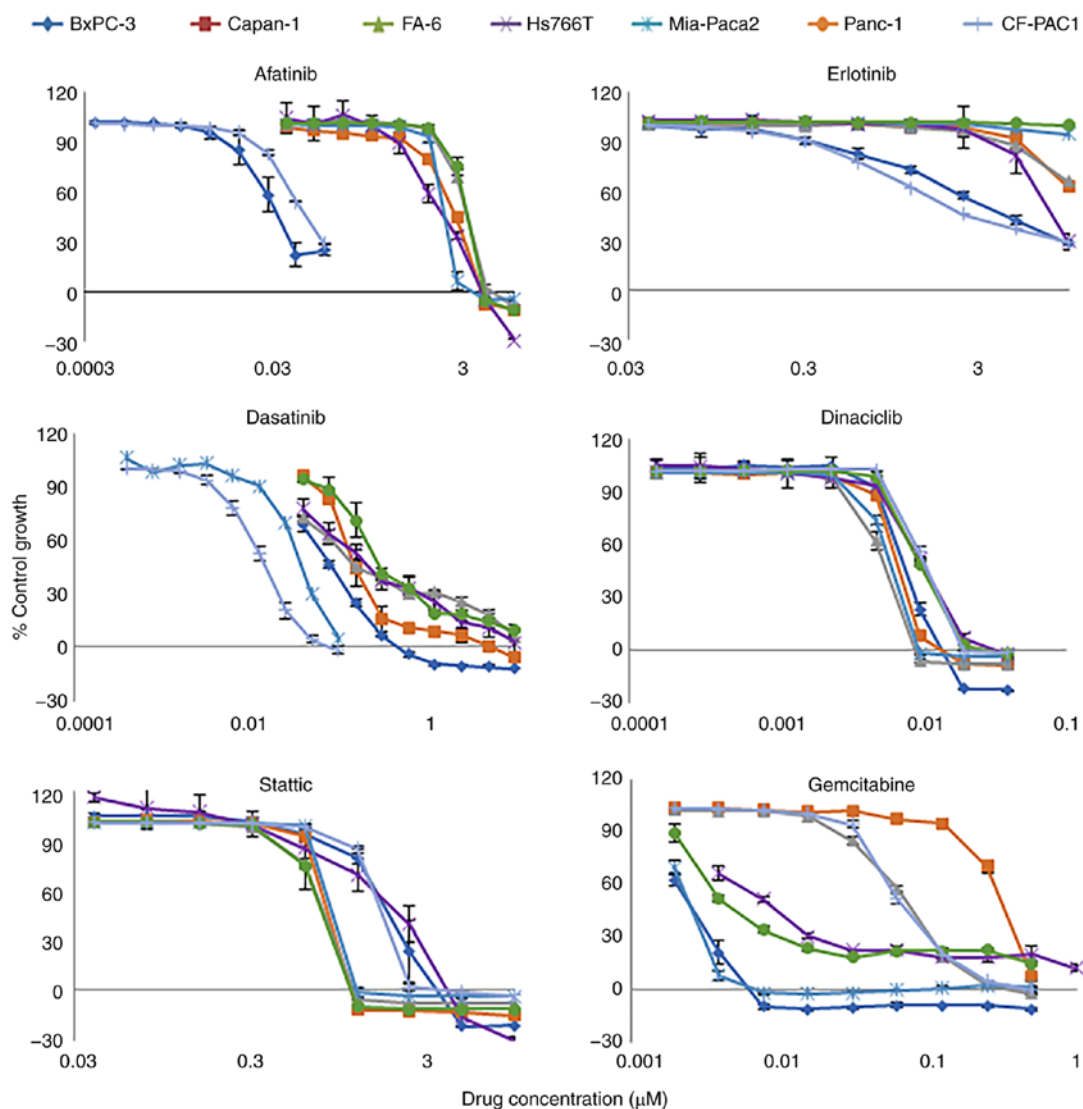 BxPC-3 Capan-1 FA-6 Hs766T Mia-Paca2 Panc-1 CF-PAC1
Afatinib Erlotinib
120 120
90 90
60 60
30 30
0 0
−30 −30
0.0003 0.03 3 0.03 0.3 3
Dasatinib Dinaciclib
120 120
90 90
60 60
30 30
0 0
−30 −30
0.0001 0.01 1 0.0001 0.001 0.01 0.1
% Control growth
Stattic Gemcitabine
120 120
90 90
60 60
30 30
0 0
−30 −30
0.03 0.3 3 0.001 0.01 0.1 1
Drug concentration (μM)